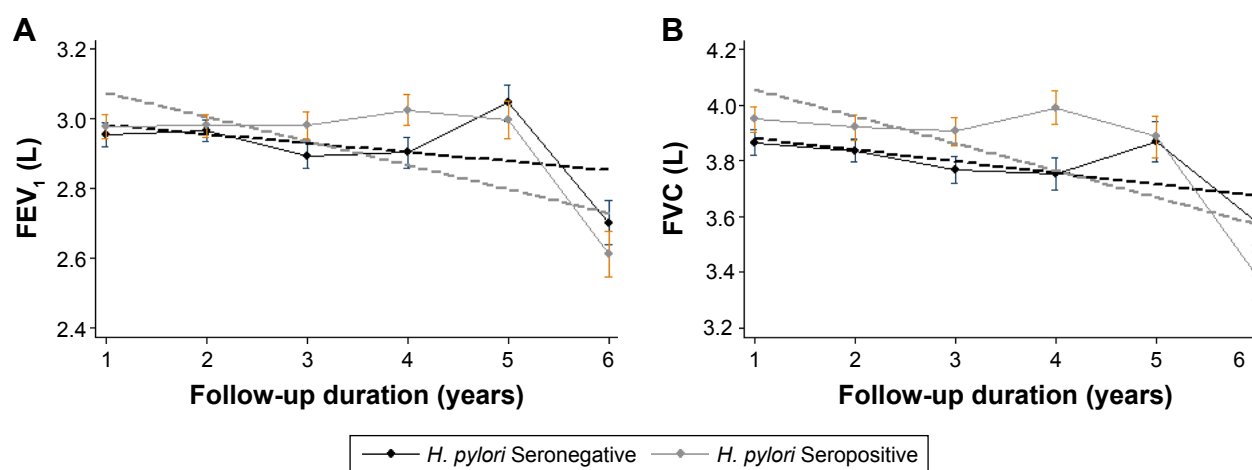 A
3.2
3.0
2.8
2.6
2.4
FEV1 (L)
1 2 3 4 5 6
Follow-up duration (years)
B
4.2
4.0
3.8
3.6
3.4
3.2
FVC (L)
1 2 3 4 5 6
Follow-up duration (years)
H. pylori Seronegative H. pylori Seropositive